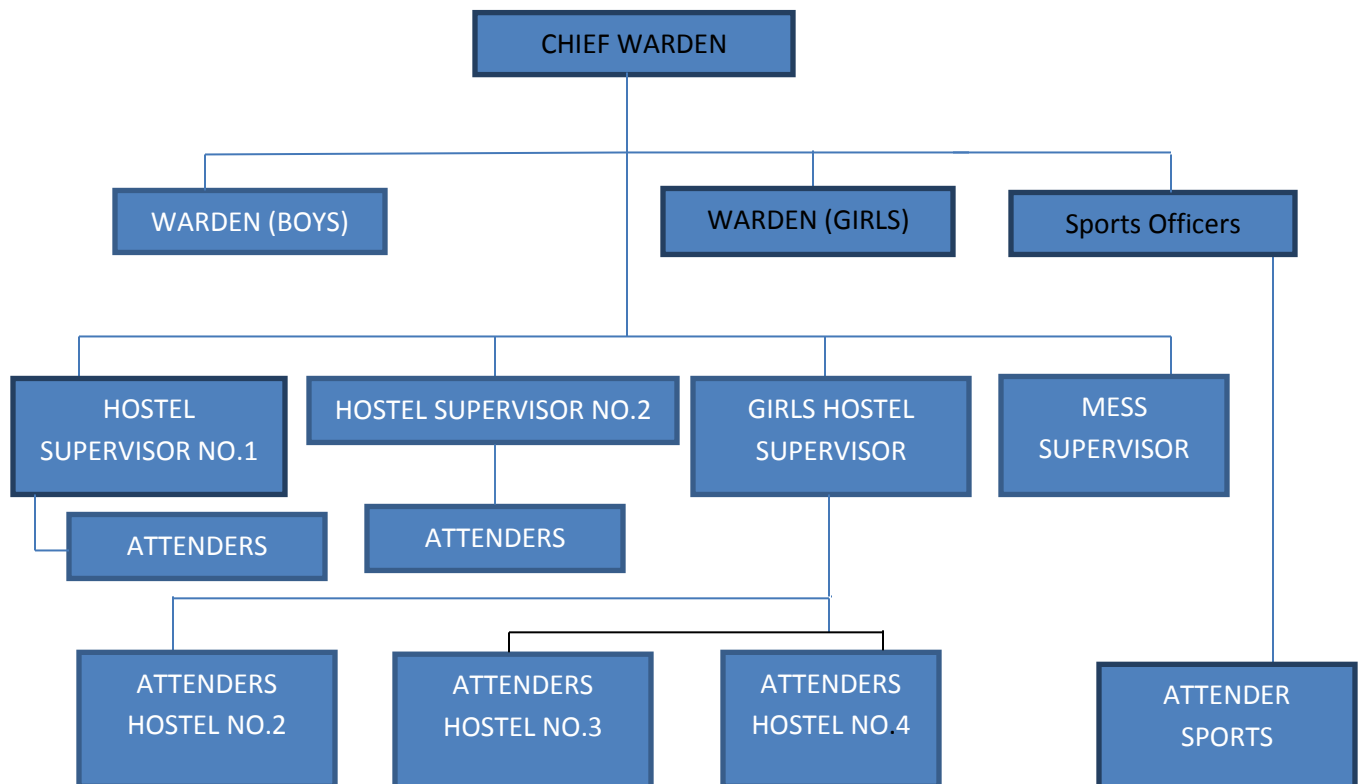 CHIEF WARDEN
WARDEN (BOYS)
WARDEN (GIRLS)
Sports Officers
HOSTEL
SUPERVISOR NO.1
HOSTEL SUPERVISOR NO.2
GIRLS HOSTEL
SUPERVISOR
MESS
SUPERVISOR
ATTENDERS
ATTENDERS
ATTENDERS
HOSTEL NO.2
ATTENDERS
HOSTEL NO.3
ATTENDERS
HOSTEL NO.4
ATTENDER
SPORTS